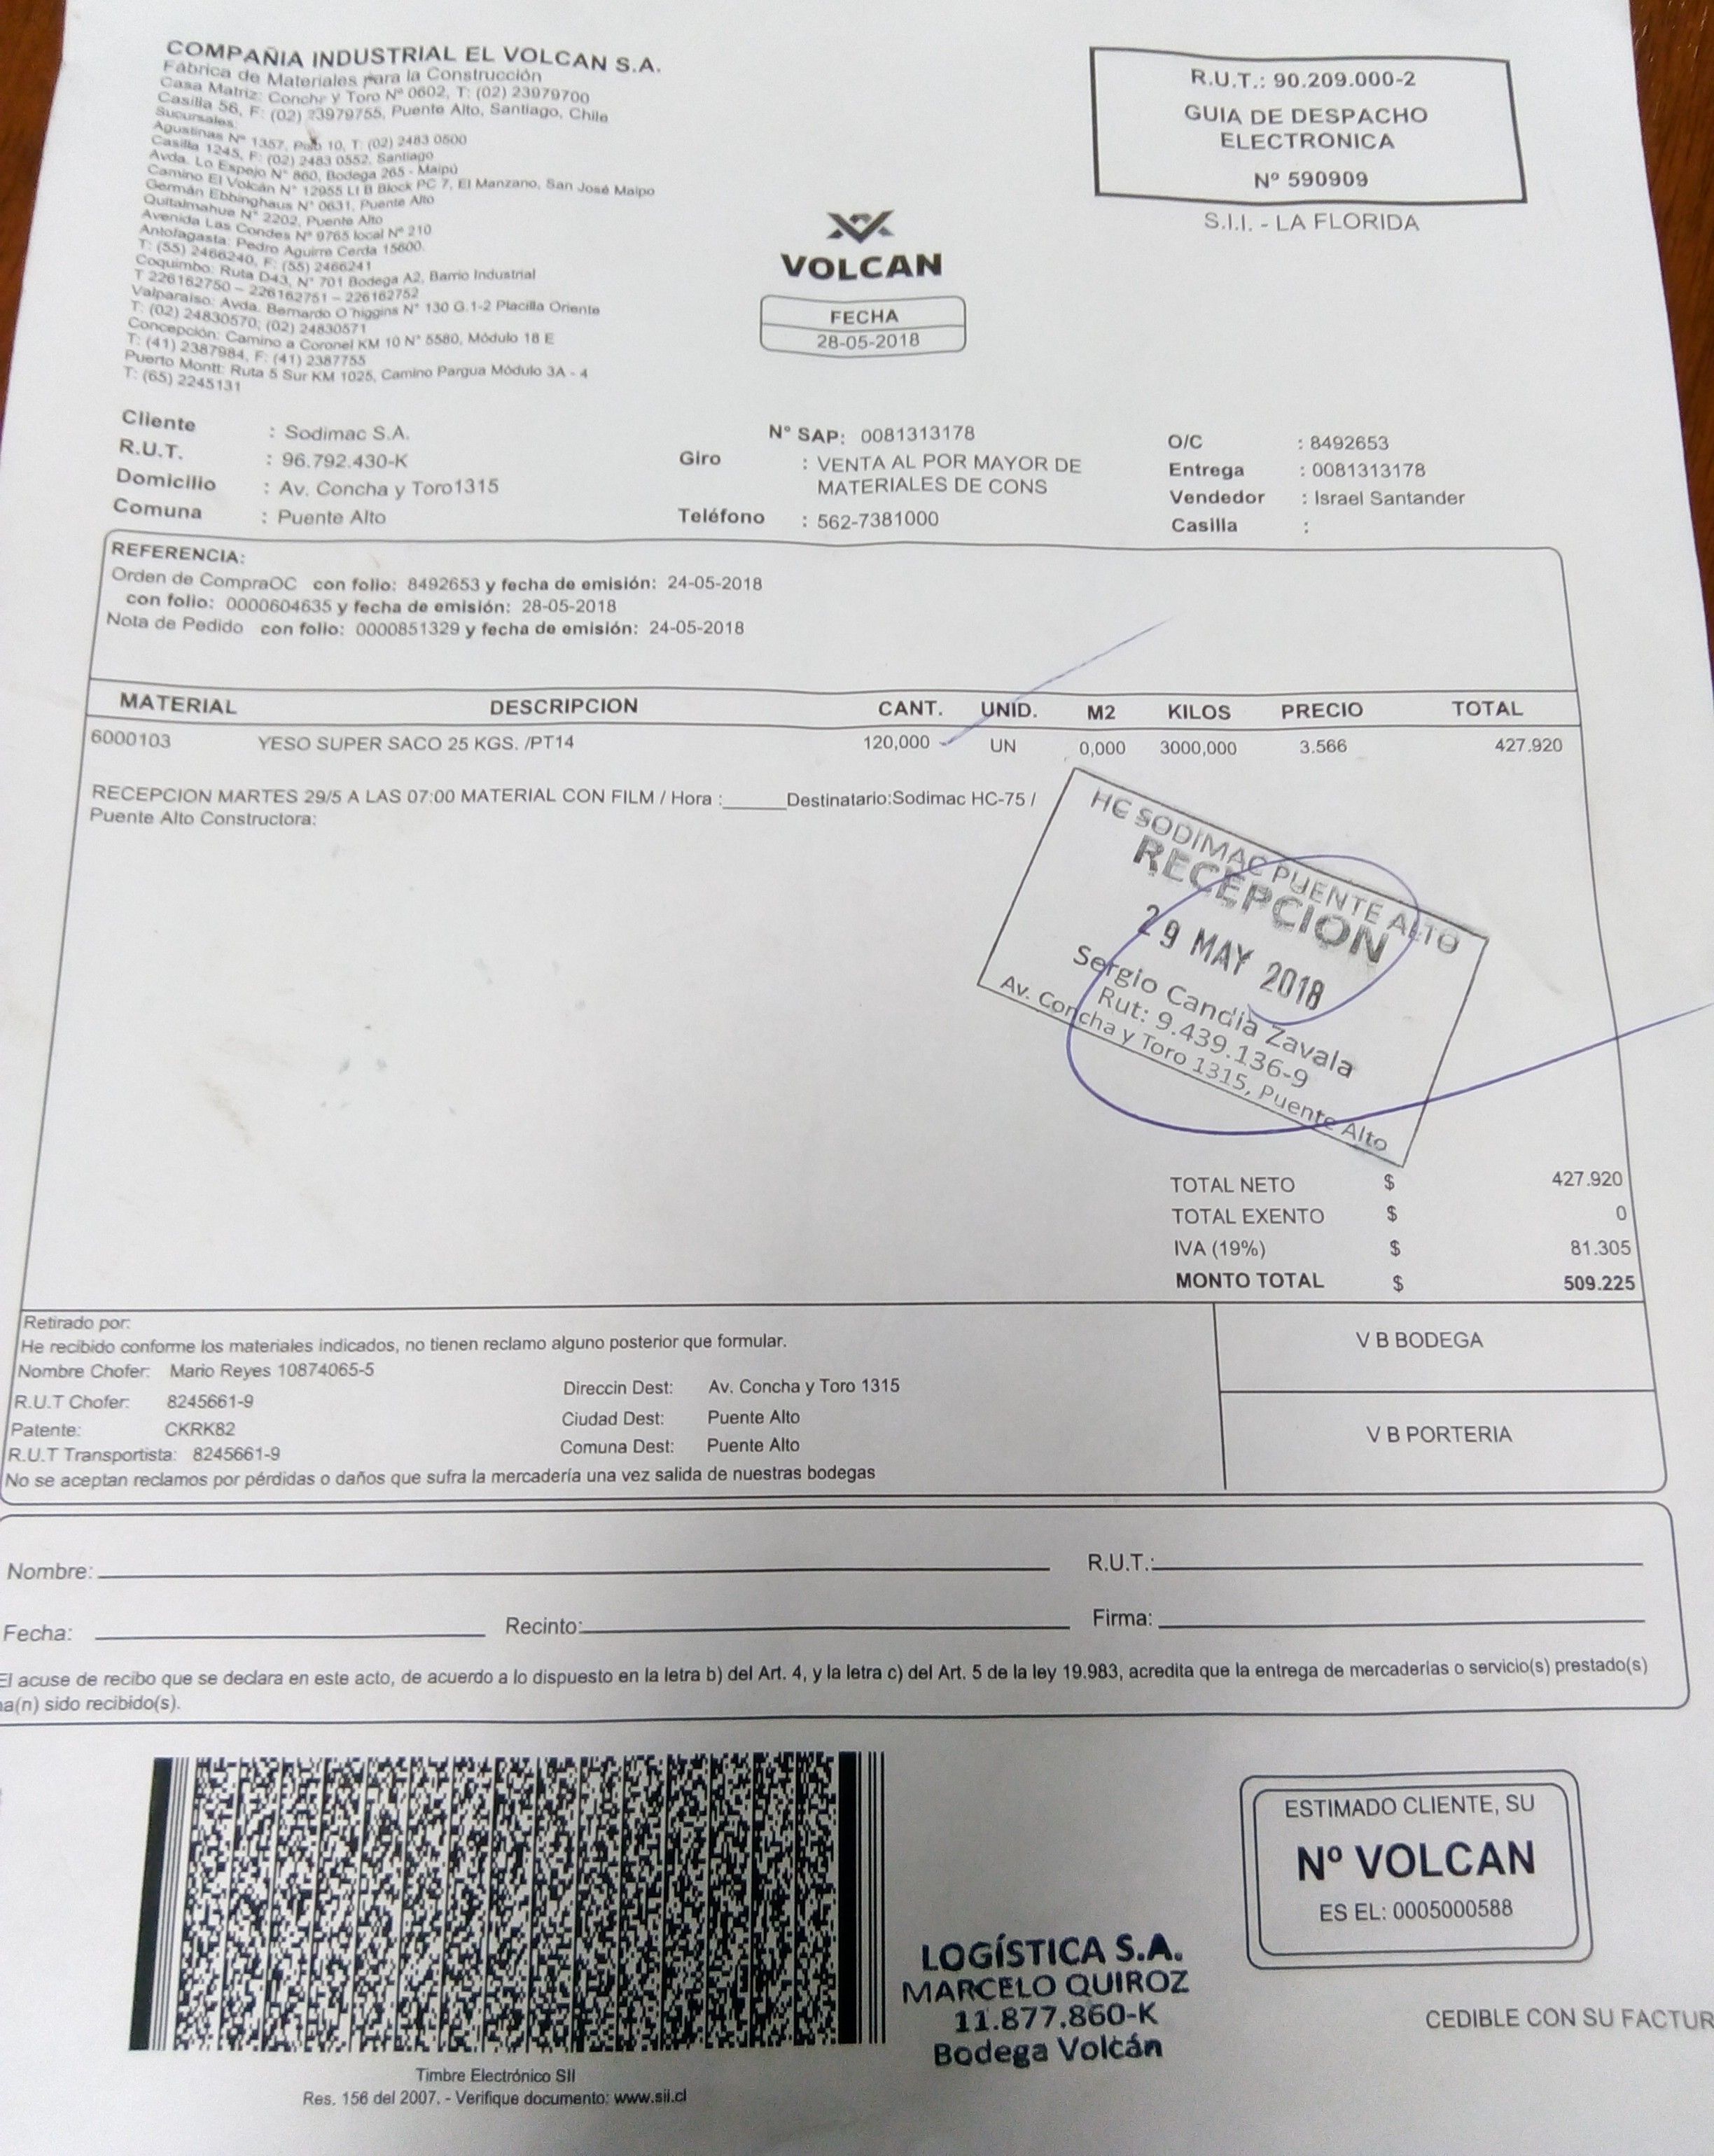 COMPAÑIA INDUSTRIAL EL VOLCAN S.A.
Fábrica de Materiales para la Construcción
Casa Matriz: Concha y Toro Nº 0602, T: (02) 23979700
Casilla 56, F: (02) 23979755, Puente Alto, Santiago, Chile
Sucursales:
Agustinas Nº 1357, Piso 10, T: (02) 2483 0500
Casilla 1245, F: (02) 2483 0552. Santiago
Avda. Lo Espejo N° 860, Bodega 265 - Maipú
Camino El Volcán N° 12955 Lt B Block PC 7, El Manzano, San José Maipo
Germán Ebbinghaus N° 0631, Puente Alto
Quitalmahue N° 2202, Puente Alto
Avenida Las Condes Nº 9765 local Nº 210
Antofagasta: Pedro Aguirre Cerda 15600.
T: (55) 2466240, F: (55) 2466241
Coquimbo: Ruta D43, N° 701 Bodega A2, Barrio Industrial
T 226162750 – 226162751 – 226162752
Valparaíso: Avda. Bernardo O'higgins N° 130 G.1-2 Placilla Oriente
T: (02) 24830570; (02) 24830571
Concepción: Camino a Coronel KM 10 N° 5580, Módulo 18 E
T: (41) 2387984, F: (41) 2387755
Puerto Montt: Ruta 5 Sur KM 1025, Camino Pargua Módulo 3A - 4
T: (65) 2245131
R.U.T.: 90.209.000-2
GUIA DE DESPACHO
ELECTRONICA
Nº 590909
S.I.I. - LA FLORIDA
VOLCAN
FECHA
28-05-2018
Cliente : Sodimac S.A.
R.U.T. : 96.792.430-K
Domicilio : Av. Concha y Toro1315
Comuna : Puente Alto
N° SAP: 0081313178
Giro : VENTA AL POR MAYOR DE
MATERIALES DE CONS
Teléfono : 562-7381000
O/C : 8492653
Entrega : 0081313178
Vendedor : Israel Santander
Casilla :
REFERENCIA:
Orden de CompraOC con folio: 8492653 y fecha de emisión: 24-05-2018
con folio: 0000604635 y fecha de emisión: 28-05-2018
Nota de Pedido con folio: 0000851329 y fecha de emisión: 24-05-2018
MATERIAL DESCRIPCION CANT. UNID. M2 KILOS PRECIO TOTAL
6000103 YESO SUPER SACO 25 KGS. /PT14 120,000 UN 0,000 3000,000 3.566 427.920
RECEPCION MARTES 29/5 A LAS 07:00 MATERIAL CON FILM / Hora :______Destinatario:Sodimac HC-75 /
Puente Alto Constructora:
HC SODIMAC PUENTE ALTO
RECEPCION
29 MAY 2018
Sergio Candia Zavala
Rut: 9.439.136-9
Av. Concha y Toro 1315, Puente Alto
TOTAL NETO $ 427.920
TOTAL EXENTO $ 0
IVA (19%) $ 81.305
MONTO TOTAL $ 509.225
Retirado por:
He recibido conforme los materiales indicados, no tienen reclamo alguno posterior que formular.
Nombre Chofer: Mario Reyes 10874065-5
R.U.T Chofer: 8245661-9
Patente: CKRK82
R.U.T Transportista: 8245661-9
Direccin Dest: Av. Concha y Toro 1315
Ciudad Dest: Puente Alto
Comuna Dest: Puente Alto
No se aceptan reclamos por pérdidas o daños que sufra la mercadería una vez salida de nuestras bodegas
V B BODEGA
V B PORTERIA
Nombre: R.U.T.:
Fecha: Recinto: Firma:
El acuse de recibo que se declara en este acto, de acuerdo a lo dispuesto en la letra b) del Art. 4, y la letra c) del Art. 5 de la ley 19.983, acredita que la entrega de mercaderías o servicio(s) prestado(s)
ha(n) sido recibido(s).
Timbre Electrónico SII
Res. 156 del 2007. - Verifique documento: www.sii.cl
LOGÍSTICA S.A.
MARCELO QUIROZ
11.877.860-K
Bodega Volcán
ESTIMADO CLIENTE, SU
Nº VOLCAN
ES EL: 0005000588
CEDIBLE CON SU FACTUR